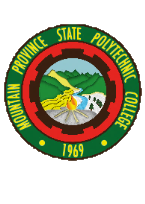 MOUNTAIN PROVINCE STATE POLYTECHNIC COLLEGE
• 1969 •